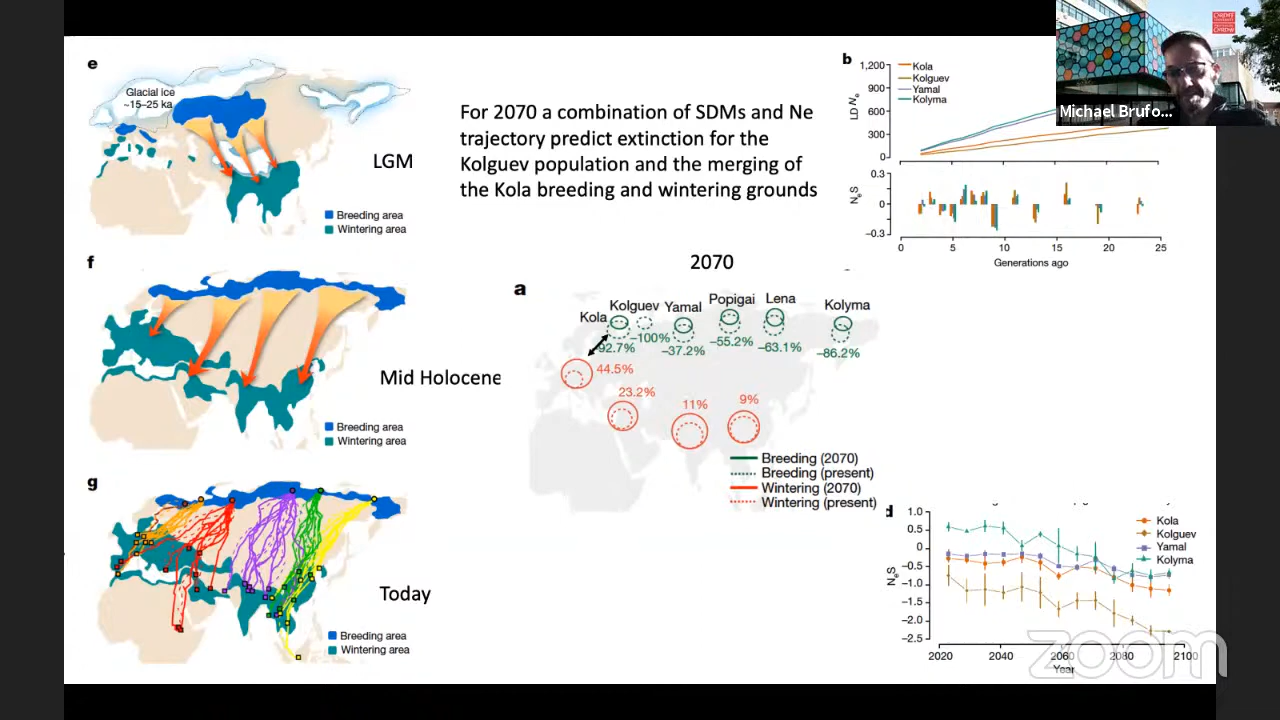 e
Glacial ice
~15–25 ka
LGM
Breeding area
Wintering area
For 2070 a combination of SDMs and Ne
trajectory predict extinction for the
Kolguev population and the merging of
the Kola breeding and wintering grounds
b
1,200
900
600
300
0
LD Ne
Kola
Kolguev
Yamal
Kolyma
0.3
0
−0.3
NeS
0 5 10 15 20 25
Generations ago
Michael Brufo...
f
Mid Holocene
Breeding area
Wintering area
2070
a
Kola Kolguev Yamal Popigai Lena Kolyma
−92.7% −100% −37.2% −55.2% −63.1% −86.2%
44.5%
23.2% 11% 9%
Breeding (2070)
Breeding (present)
Wintering (2070)
Wintering (present)
g
Today
Breeding area
Wintering area
d
1.0
0.5
0
−0.5
−1.0
−1.5
−2.0
−2.5
NeS
Kola
Kolguev
Yamal
Kolyma
2020 2040 2060 2080 2100
Year
zoom